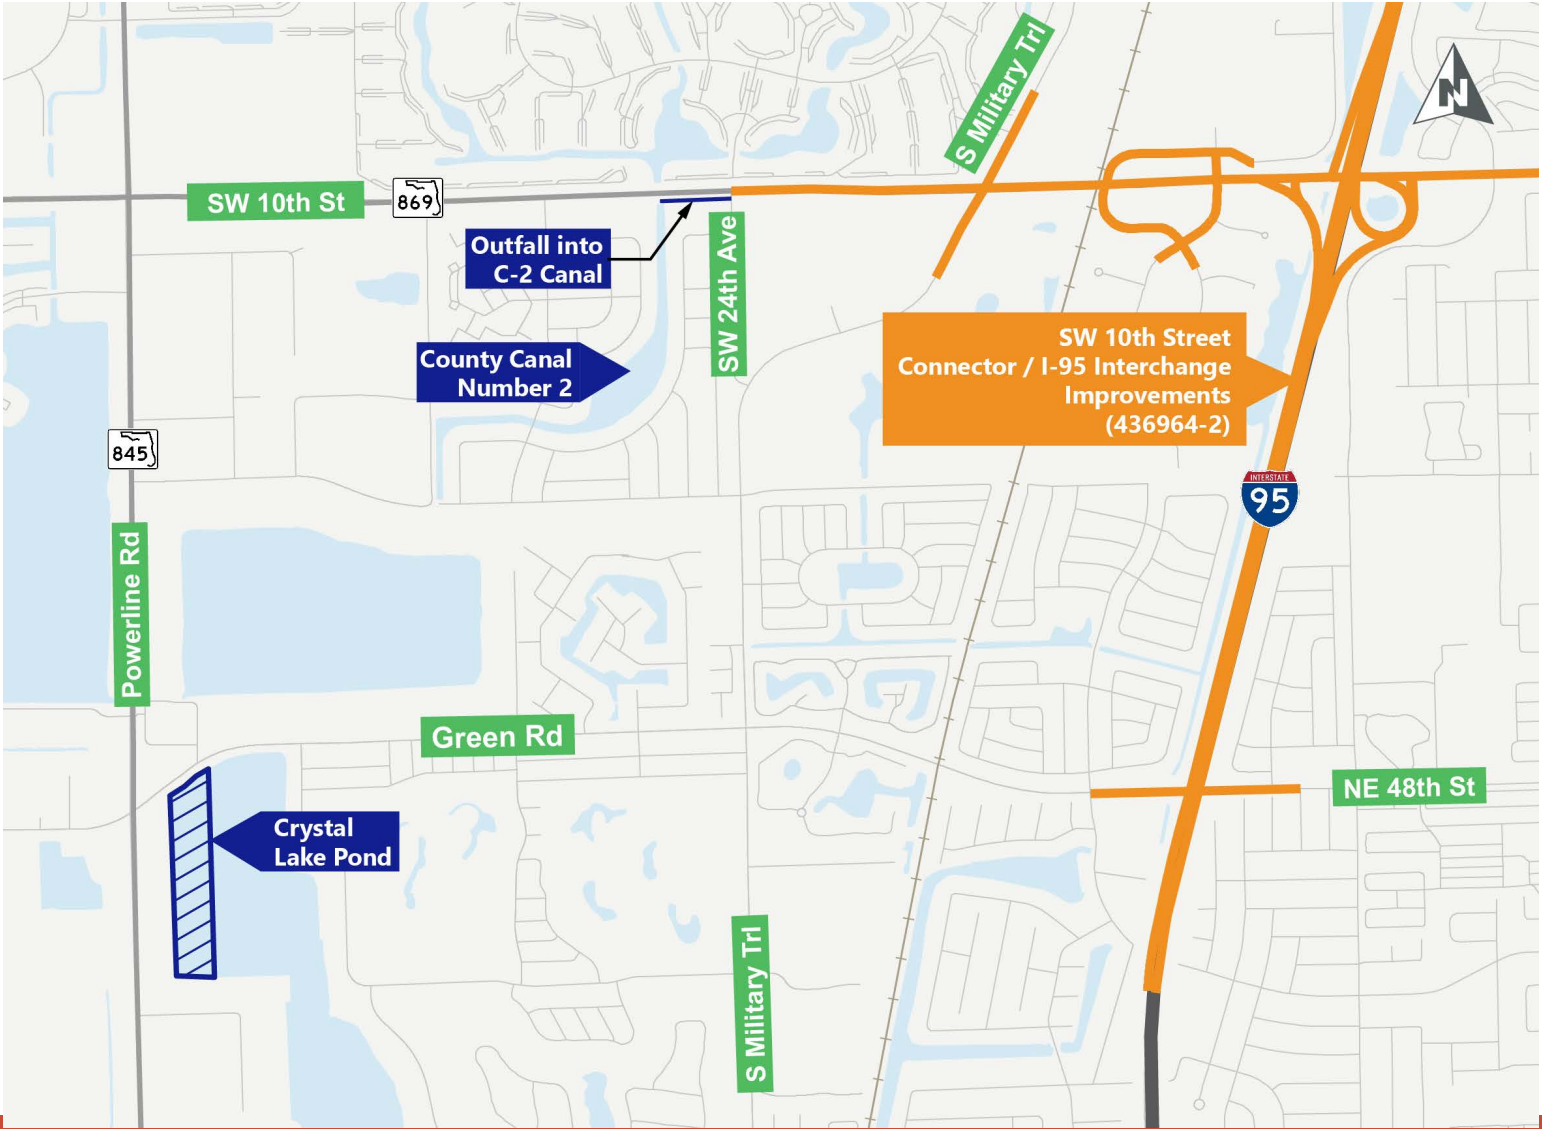 S Military Trl
N
SW 10th St
869
Outfall into
C-2 Canal
SW 24th Ave
County Canal
Number 2
SW 10th Street
Connector / I-95 Interchange
Improvements
(436964-2)
845
INTERSTATE
95
Powerline Rd
Green Rd
NE 48th St
Crystal
Lake Pond
S Military Trl